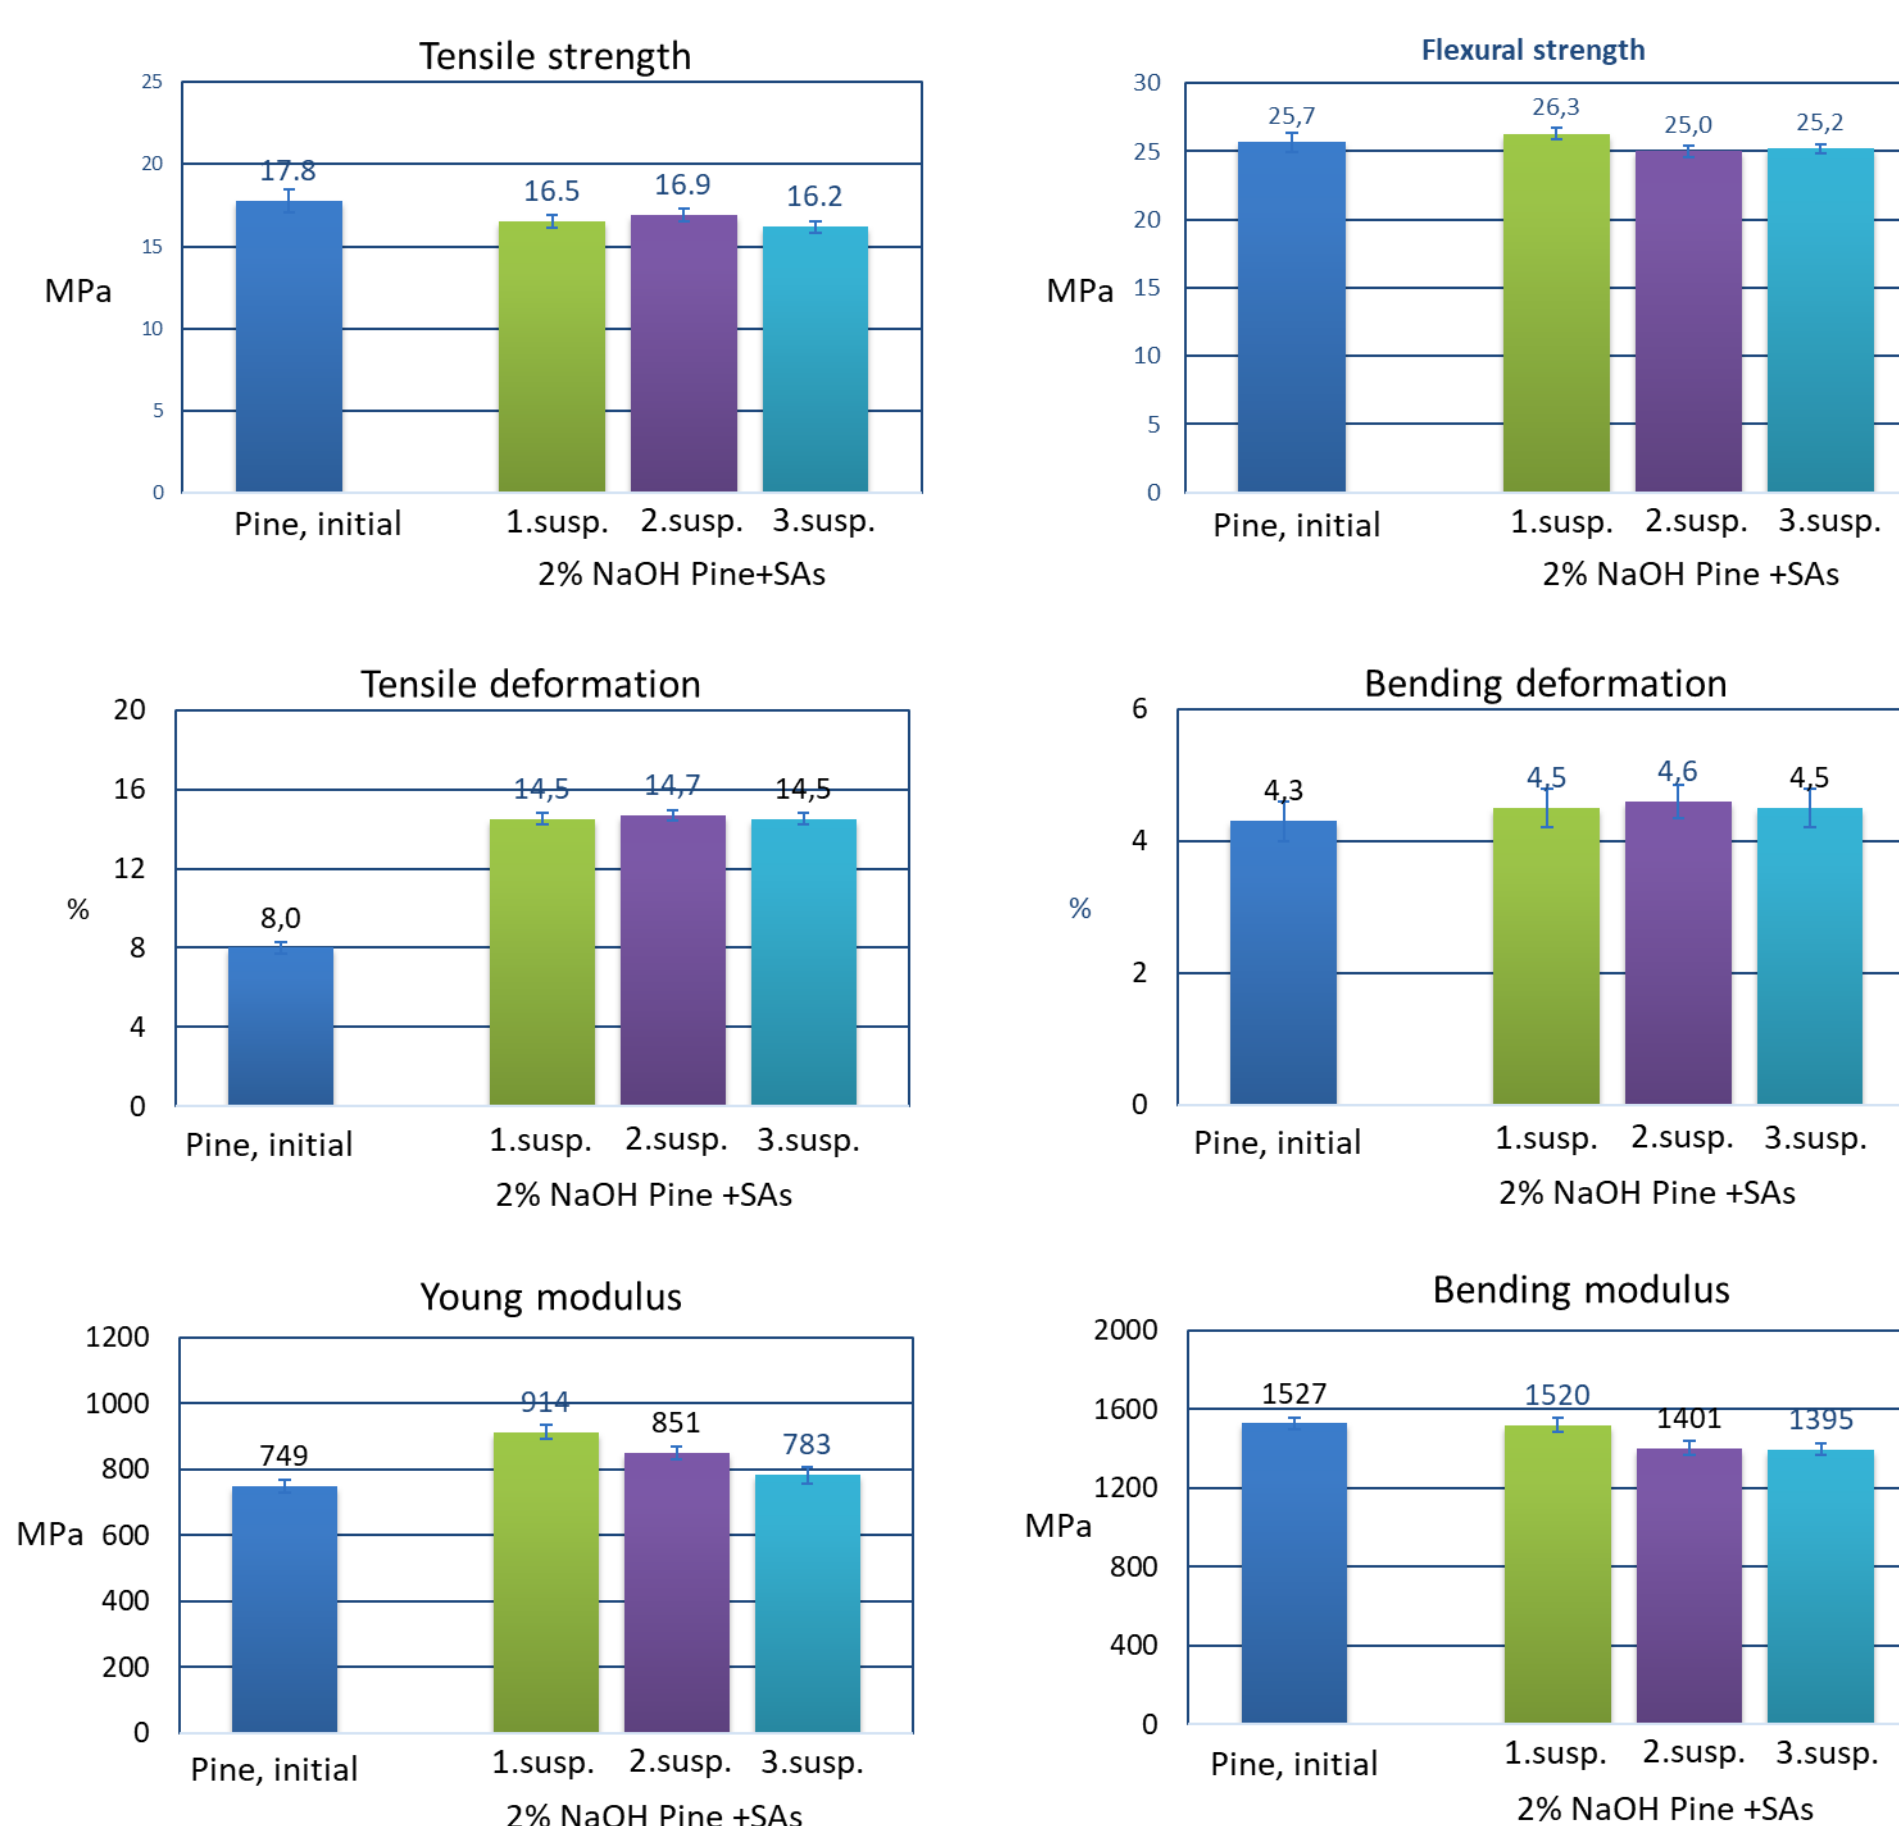 Tensile strength
25
20
15
10
5
0
MPa
17.8
16.5
16.9
16.2
Pine, initial
1.susp.
2.susp.
3.susp.
2% NaOH Pine+SAs
Flexural strength
30
25
20
15
10
5
0
MPa
25,7
26,3
25,0
25,2
Pine, initial
1.susp.
2.susp.
3.susp.
2% NaOH Pine +SAs
Tensile deformation
20
16
12
8
4
0
%
8,0
14,5
14,7
14,5
Pine, initial
1.susp.
2.susp.
3.susp.
2% NaOH Pine +SAs
Bending deformation
6
4
2
0
%
4,3
4,5
4,6
4,5
Pine, initial
1.susp.
2.susp.
3.susp.
2% NaOH Pine +SAs
Young modulus
1200
1000
800
600
400
200
0
MPa
749
914
851
783
Pine, initial
1.susp.
2.susp.
3.susp.
2% NaOH Pine +SAs
Bending modulus
2000
1600
1200
800
400
0
MPa
1527
1520
1401
1395
Pine, initial
1.susp.
2.susp.
3.susp.
2% NaOH Pine +SAs